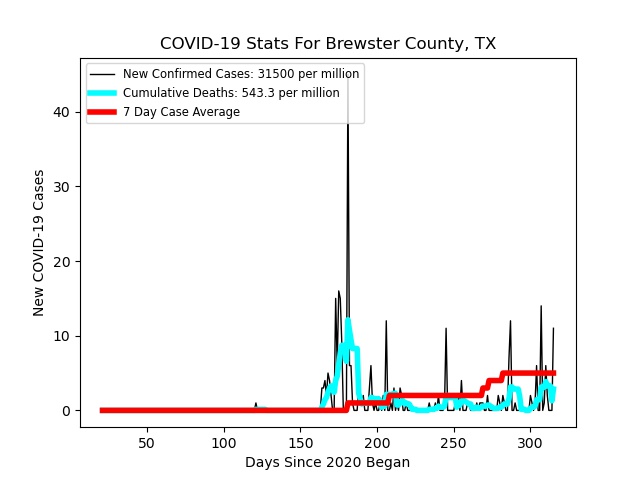 COVID-19 Stats For Brewster County, TX
New Confirmed Cases: 31500 per million
Cumulative Deaths: 543.3 per million
7 Day Case Average
New COVID-19 Cases
40
30
20
10
0
50 100 150 200 250 300
Days Since 2020 Began